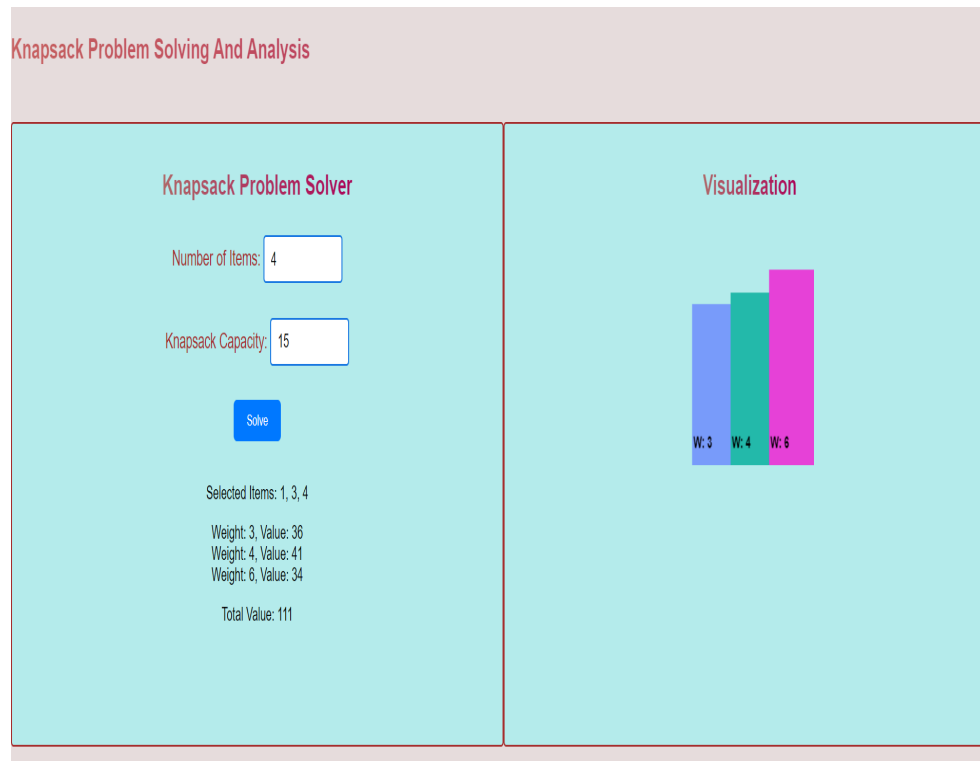 Knapsack Problem Solving And Analysis
Knapsack Problem Solver
Number of Items: 4
Knapsack Capacity: 15
Solve
Selected Items: 1, 3, 4
Weight: 3, Value: 36
Weight: 4, Value: 41
Weight: 6, Value: 34
Total Value: 111
Visualization
W: 3 W: 4 W: 6